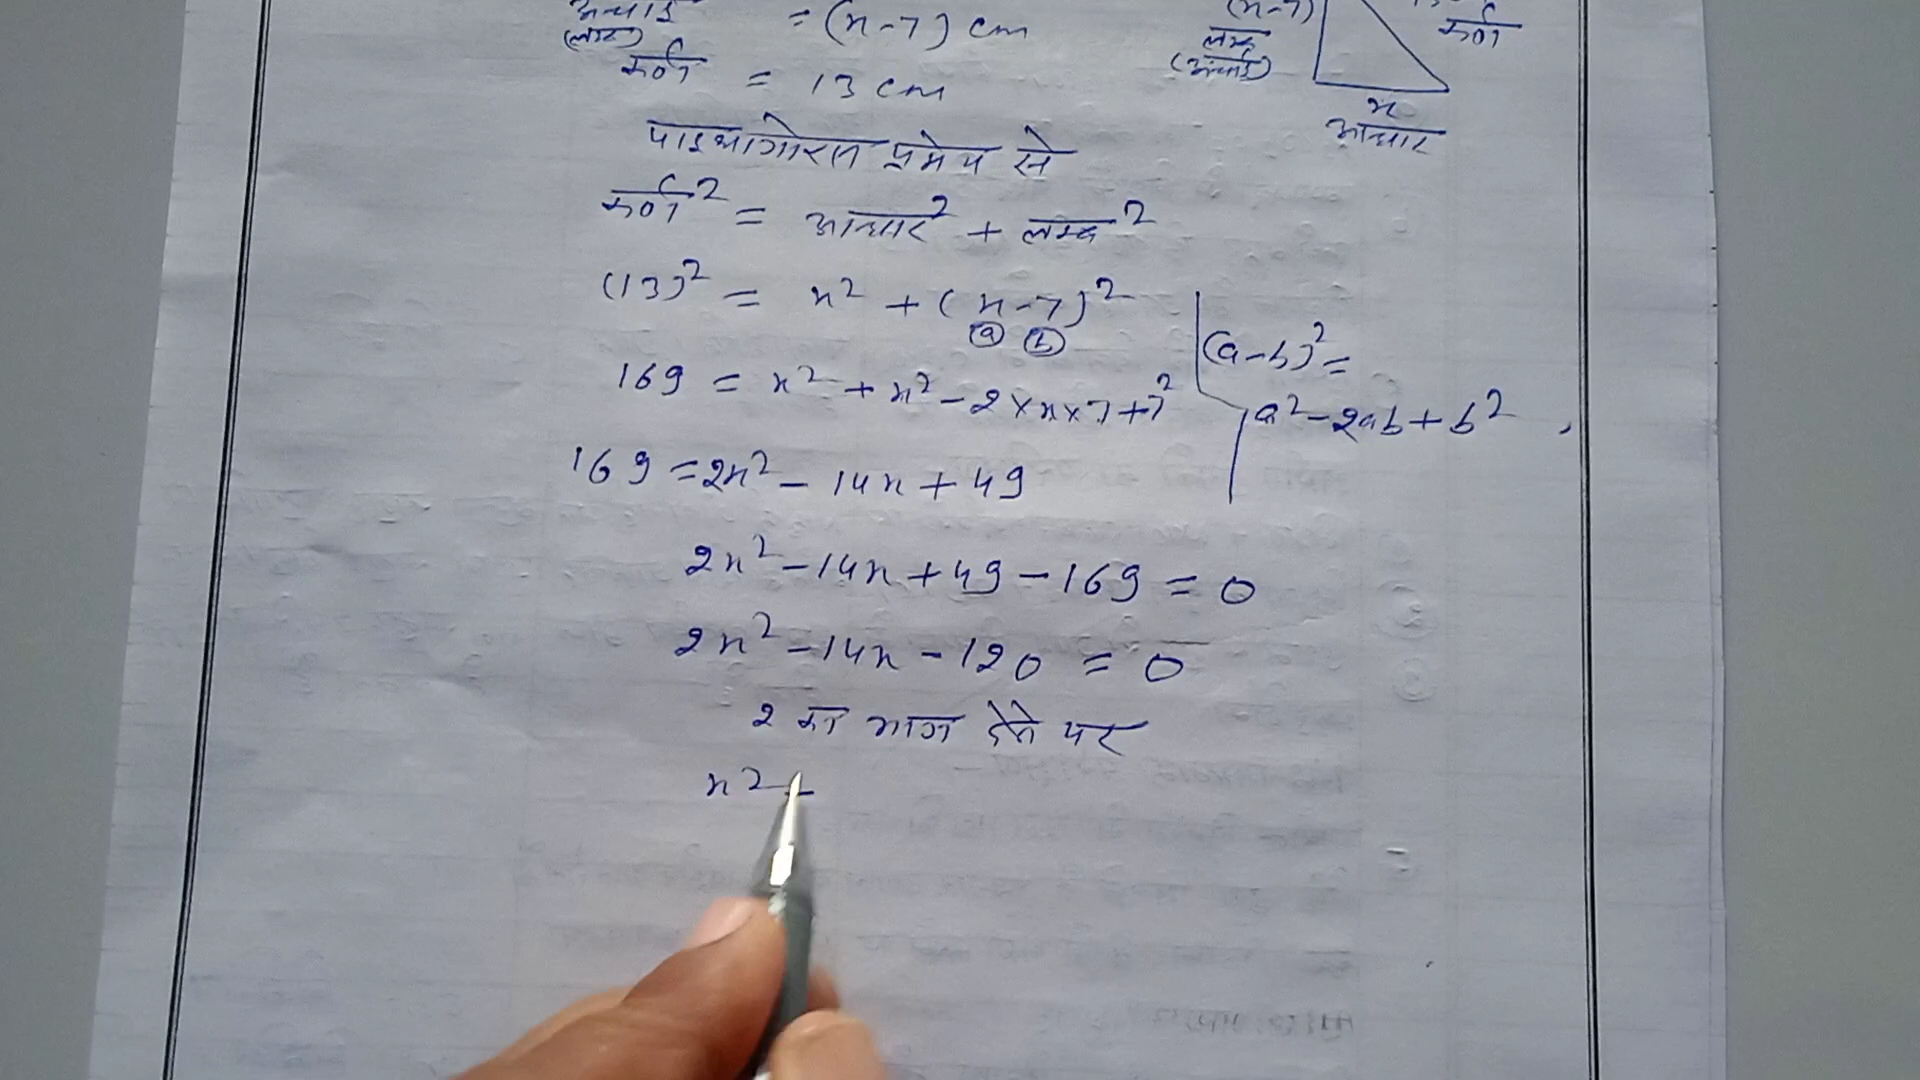 ऊंचाई = (x-7) cm
(लम्ब)
कर्ण = 13 cm
(x-7)
लम्ब
(ऊंचाई)
कर्ण
x
आधार
पाइथागोरस प्रमेय से
कर्ण² = आधार² + लम्ब²
(13)² = x² + (x-7)²
a b
169 = x² + x² - 2×x×7+7²
(a-b)² =
a²-2ab+b²
169 = 2x² - 14x + 49
2x² - 14x + 49 - 169 = 0
2x² - 14x - 120 = 0
2 का भाग देने पर
x² -